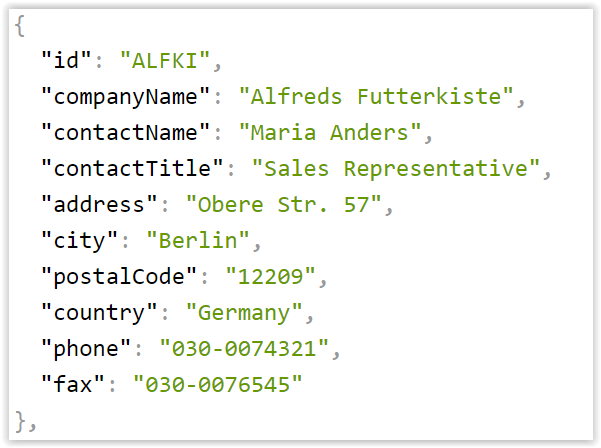 {
  "id": "ALFKI",
  "companyName": "Alfreds Futterkiste",
  "contactName": "Maria Anders",
  "contactTitle": "Sales Representative",
  "address": "Obere Str. 57",
  "city": "Berlin",
  "postalCode": "12209",
  "country": "Germany",
  "phone": "030-0074321",
  "fax": "030-0076545"
},